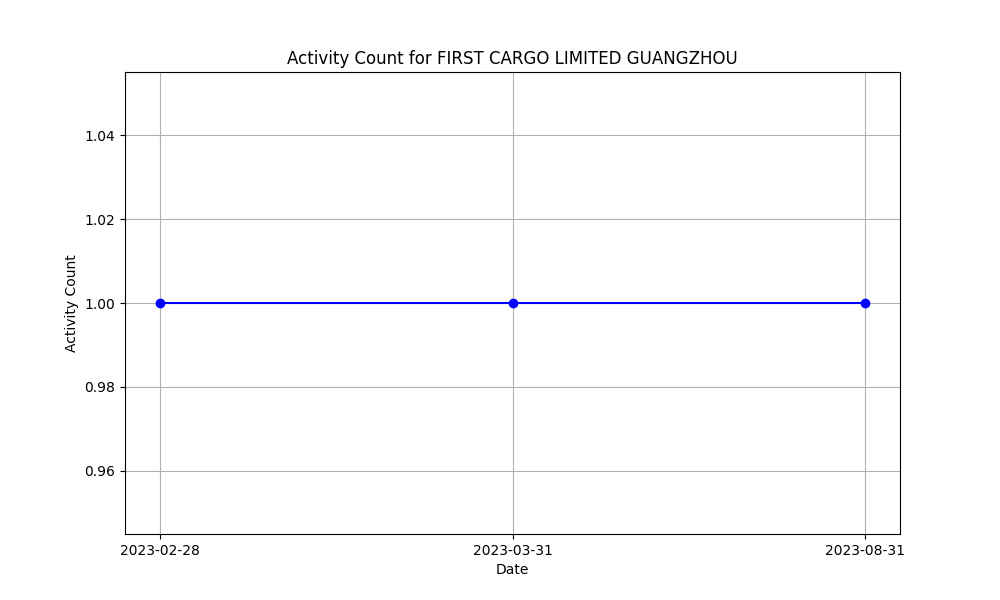 Activity Count for FIRST CARGO LIMITED GUANGZHOU
1.04
1.02
1.00
0.98
0.96
Activity Count
2023-02-28
2023-03-31
2023-08-31
Date